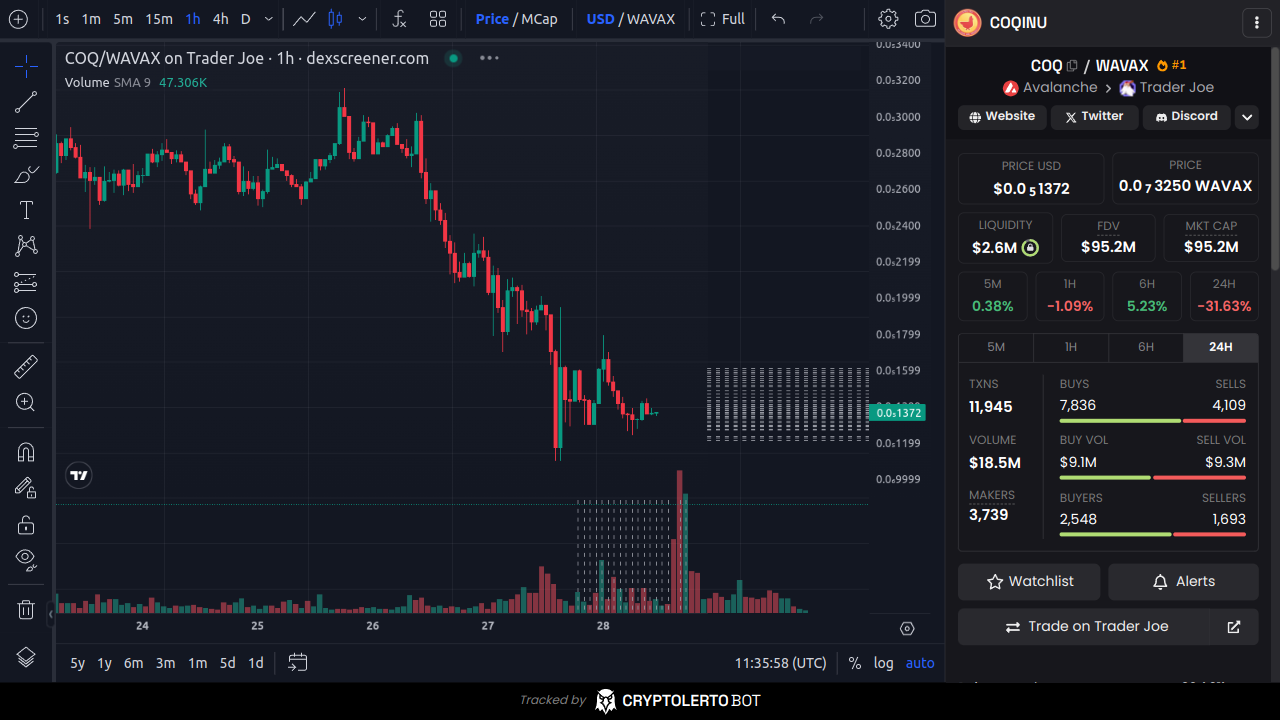 1s 1m 5m 15m 1h 4h D Price / MCap USD / WAVAX Full
COQ/WAVAX on Trader Joe · 1h · dexscreener.com
Volume SMA 9 47.306K
0.0₅3400
0.0₅3200
0.0₅3000
0.0₅2800
0.0₅2600
0.0₅2400
0.0₅2199
0.0₅1999
0.0₅1799
0.0₅1599
0.0₅1372
0.0₅1199
0.0₆9999
24 25 26 27 28
5y 1y 6m 3m 1m 5d 1d 11:35:58 (UTC) % log auto
COQINU
COQ / WAVAX #1
Avalanche > Trader Joe
Website Twitter Discord
PRICE USD PRICE
$0.0₅1372 0.0₇3250 WAVAX
LIQUIDITY FDV MKT CAP
$2.6M $95.2M $95.2M
5M 1H 6H 24H
0.38% -1.09% 5.23% -31.63%
5M 1H 6H 24H
TXNS BUYS SELLS
11,945 7,836 4,109
VOLUME BUY VOL SELL VOL
$18.5M $9.1M $9.3M
MAKERS BUYERS SELLERS
3,739 2,548 1,693
Watchlist Alerts
Trade on Trader Joe
Tracked by CRYPTOLERTO BOT